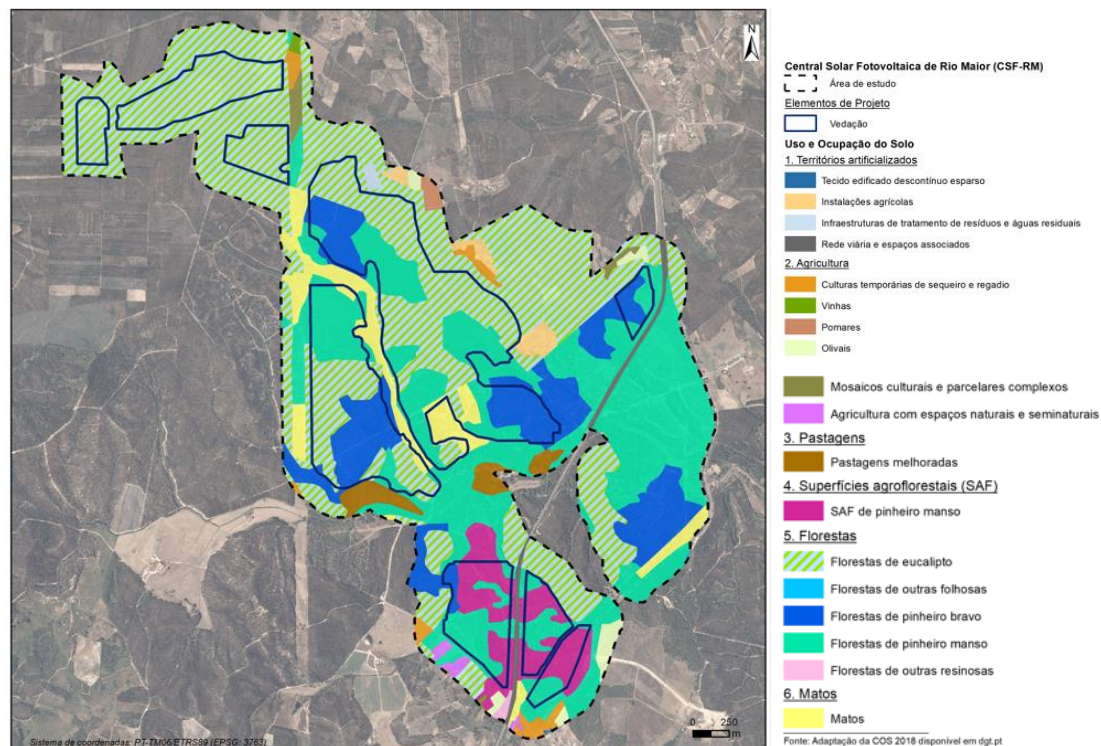 N
Central Solar Fotovoltaica de Rio Maior (CSF-RM)
Área de estudo
Elementos de Projeto
Vedação
Uso e Ocupação do Solo
1. Territórios artificializados
Tecido edificado descontínuo esparso
Instalações agrícolas
Infraestruturas de tratamento de resíduos e águas residuais
Rede viária e espaços associados
2. Agricultura
Culturas temporárias de sequeiro e regadio
Vinhas
Pomares
Olivais
Mosaicos culturais e parcelares complexos
Agricultura com espaços naturais e seminaturais
3. Pastagens
Pastagens melhoradas
4. Superfícies agroflorestais (SAF)
SAF de pinheiro manso
5. Florestas
Florestas de eucalipto
Florestas de outras folhosas
Florestas de pinheiro bravo
Florestas de pinheiro manso
Florestas de outras resinosas
6. Matos
Matos
Fonte: Adaptação da COS 2018 disponível em dgt.pt
0 250
m
Sistema de coordenadas: PT-TM06/ETRS89 (EPSG: 3763)